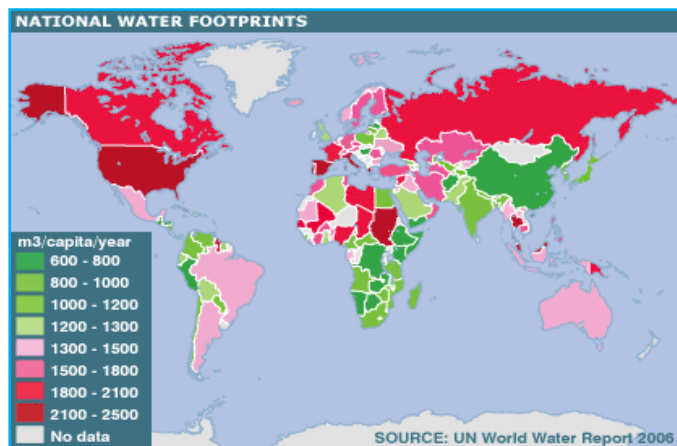 NATIONAL WATER FOOTPRINTS
m3/capita/year
600 - 800
800 - 1000
1000 - 1200
1200 - 1300
1300 - 1500
1500 - 1800
1800 - 2100
2100 - 2500
No data
SOURCE: UN World Water Report 2006